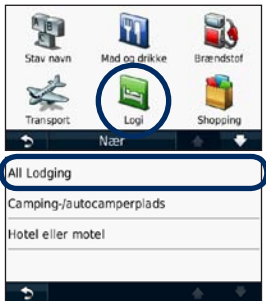 Stav navn Mad og drikke Brændstof
Transport Logi Shopping
Nær
All Lodging
Camping-/autocamperplads
Hotel eller motel